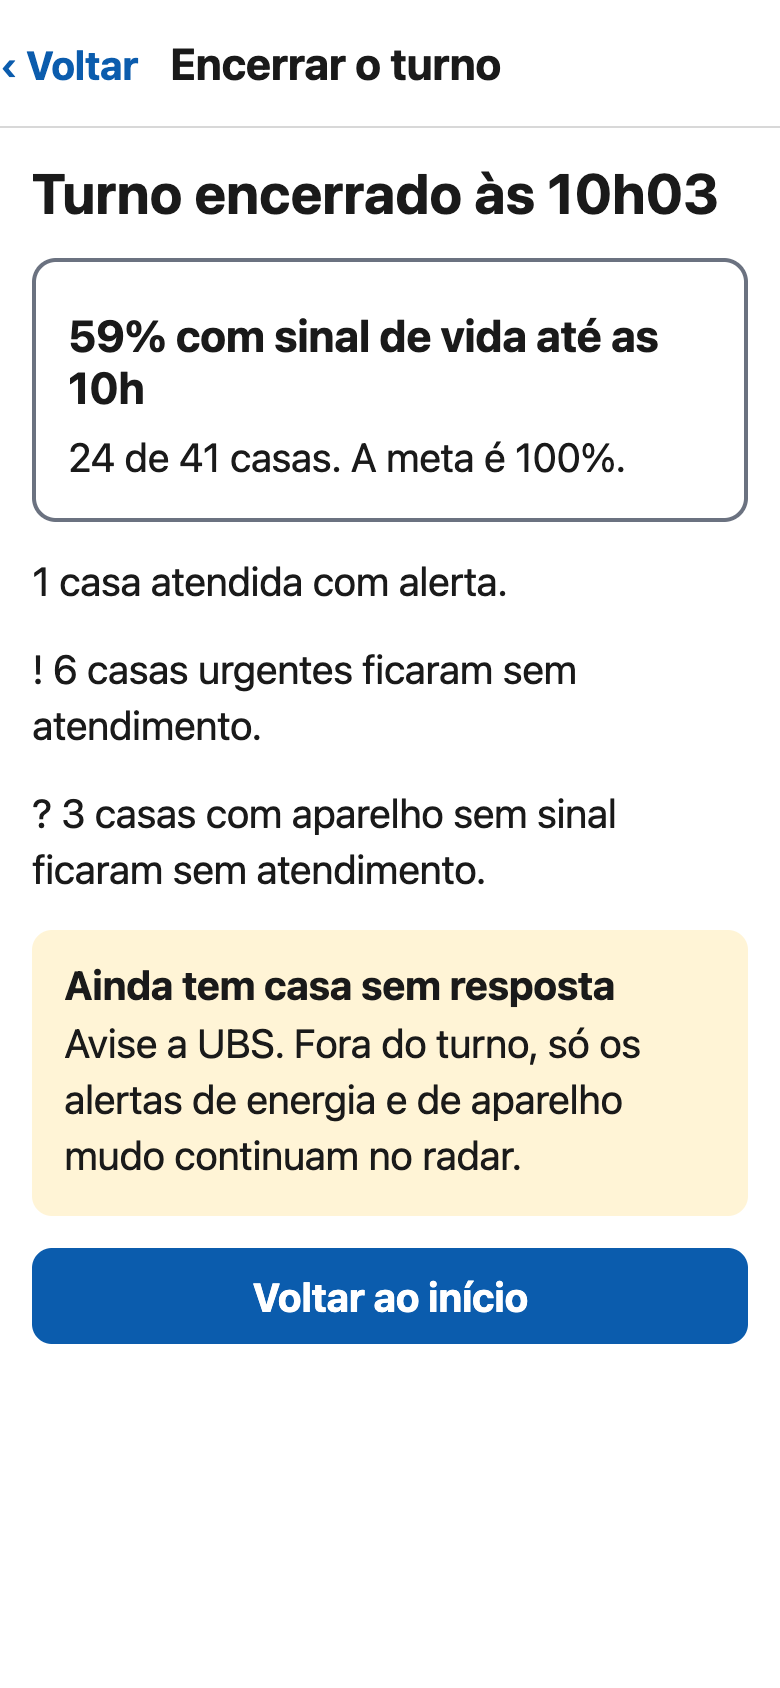 ‹ Voltar Encerrar o turno
Turno encerrado às 10h03
59% com sinal de vida até as
10h
24 de 41 casas. A meta é 100%.
1 casa atendida com alerta.
! 6 casas urgentes ficaram sem
atendimento.
? 3 casas com aparelho sem sinal
ficaram sem atendimento.
Ainda tem casa sem resposta
Avise a UBS. Fora do turno, só os
alertas de energia e de aparelho
mudo continuam no radar.
Voltar ao início